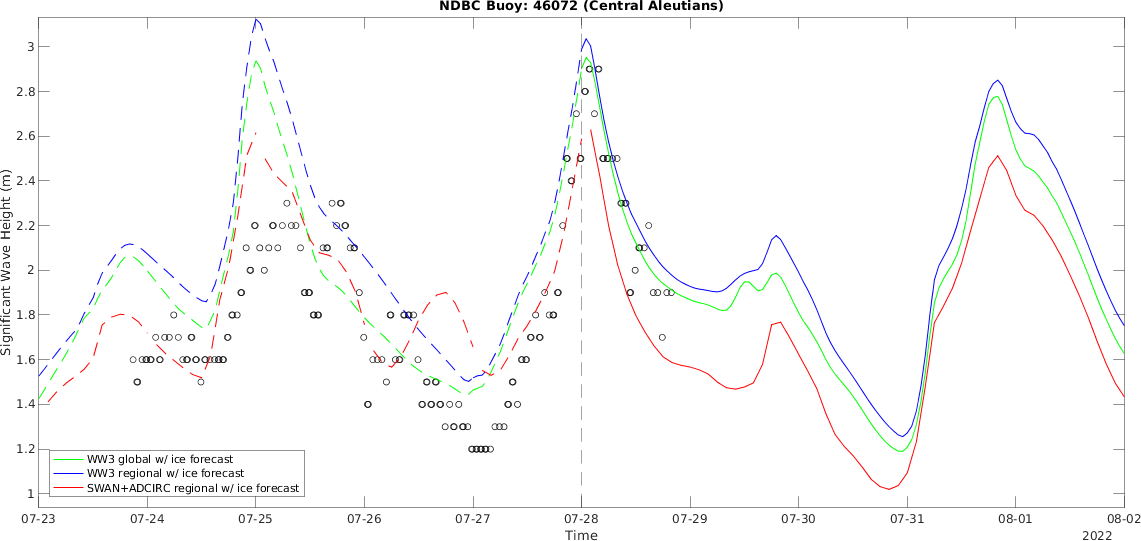 NDBC Buoy: 46072 (Central Aleutians)
3
2.8
2.6
2.4
2.2
2
1.8
1.6
1.4
1.2
1
Significant Wave Height (m)
WW3 global w/ ice forecast
WW3 regional w/ ice forecast
SWAN+ADCIRC regional w/ ice forecast
07-23 07-24 07-25 07-26 07-27 07-28 07-29 07-30 07-31 08-01 08-02
Time
2022